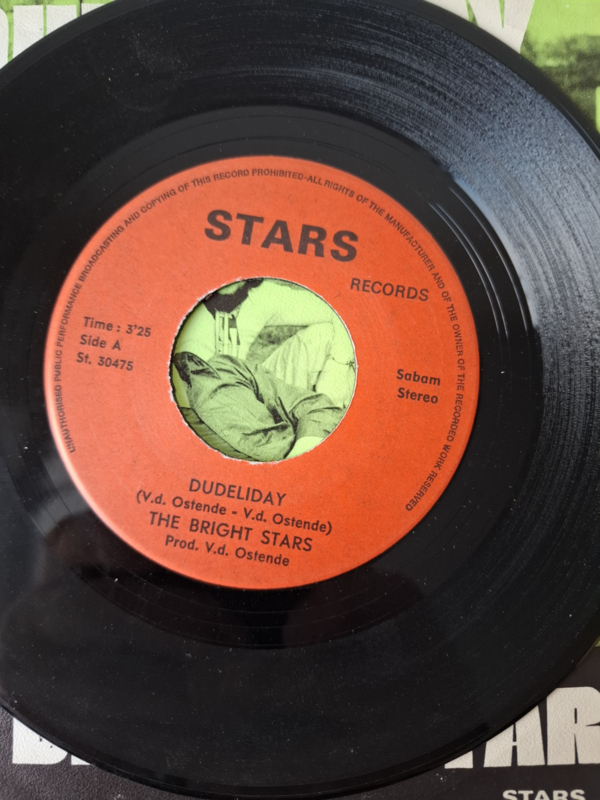 UNAUTHORISED PUBLIC PERFORMANCE BROADCASTING AND COPYING OF THIS RECORD PROHIBITED-ALL RIGHTS OF THE MANUFACTURER AND OF THE OWNER OF THE RECORDED WORK RESERVED
STARS
RECORDS
Time : 3'25
Side A
St. 30475
Sabam
Stereo
DUDELIDAY
(V.d. Ostende - V.d. Ostende)
THE BRIGHT STARS
Prod. V.d. Ostende
STARS